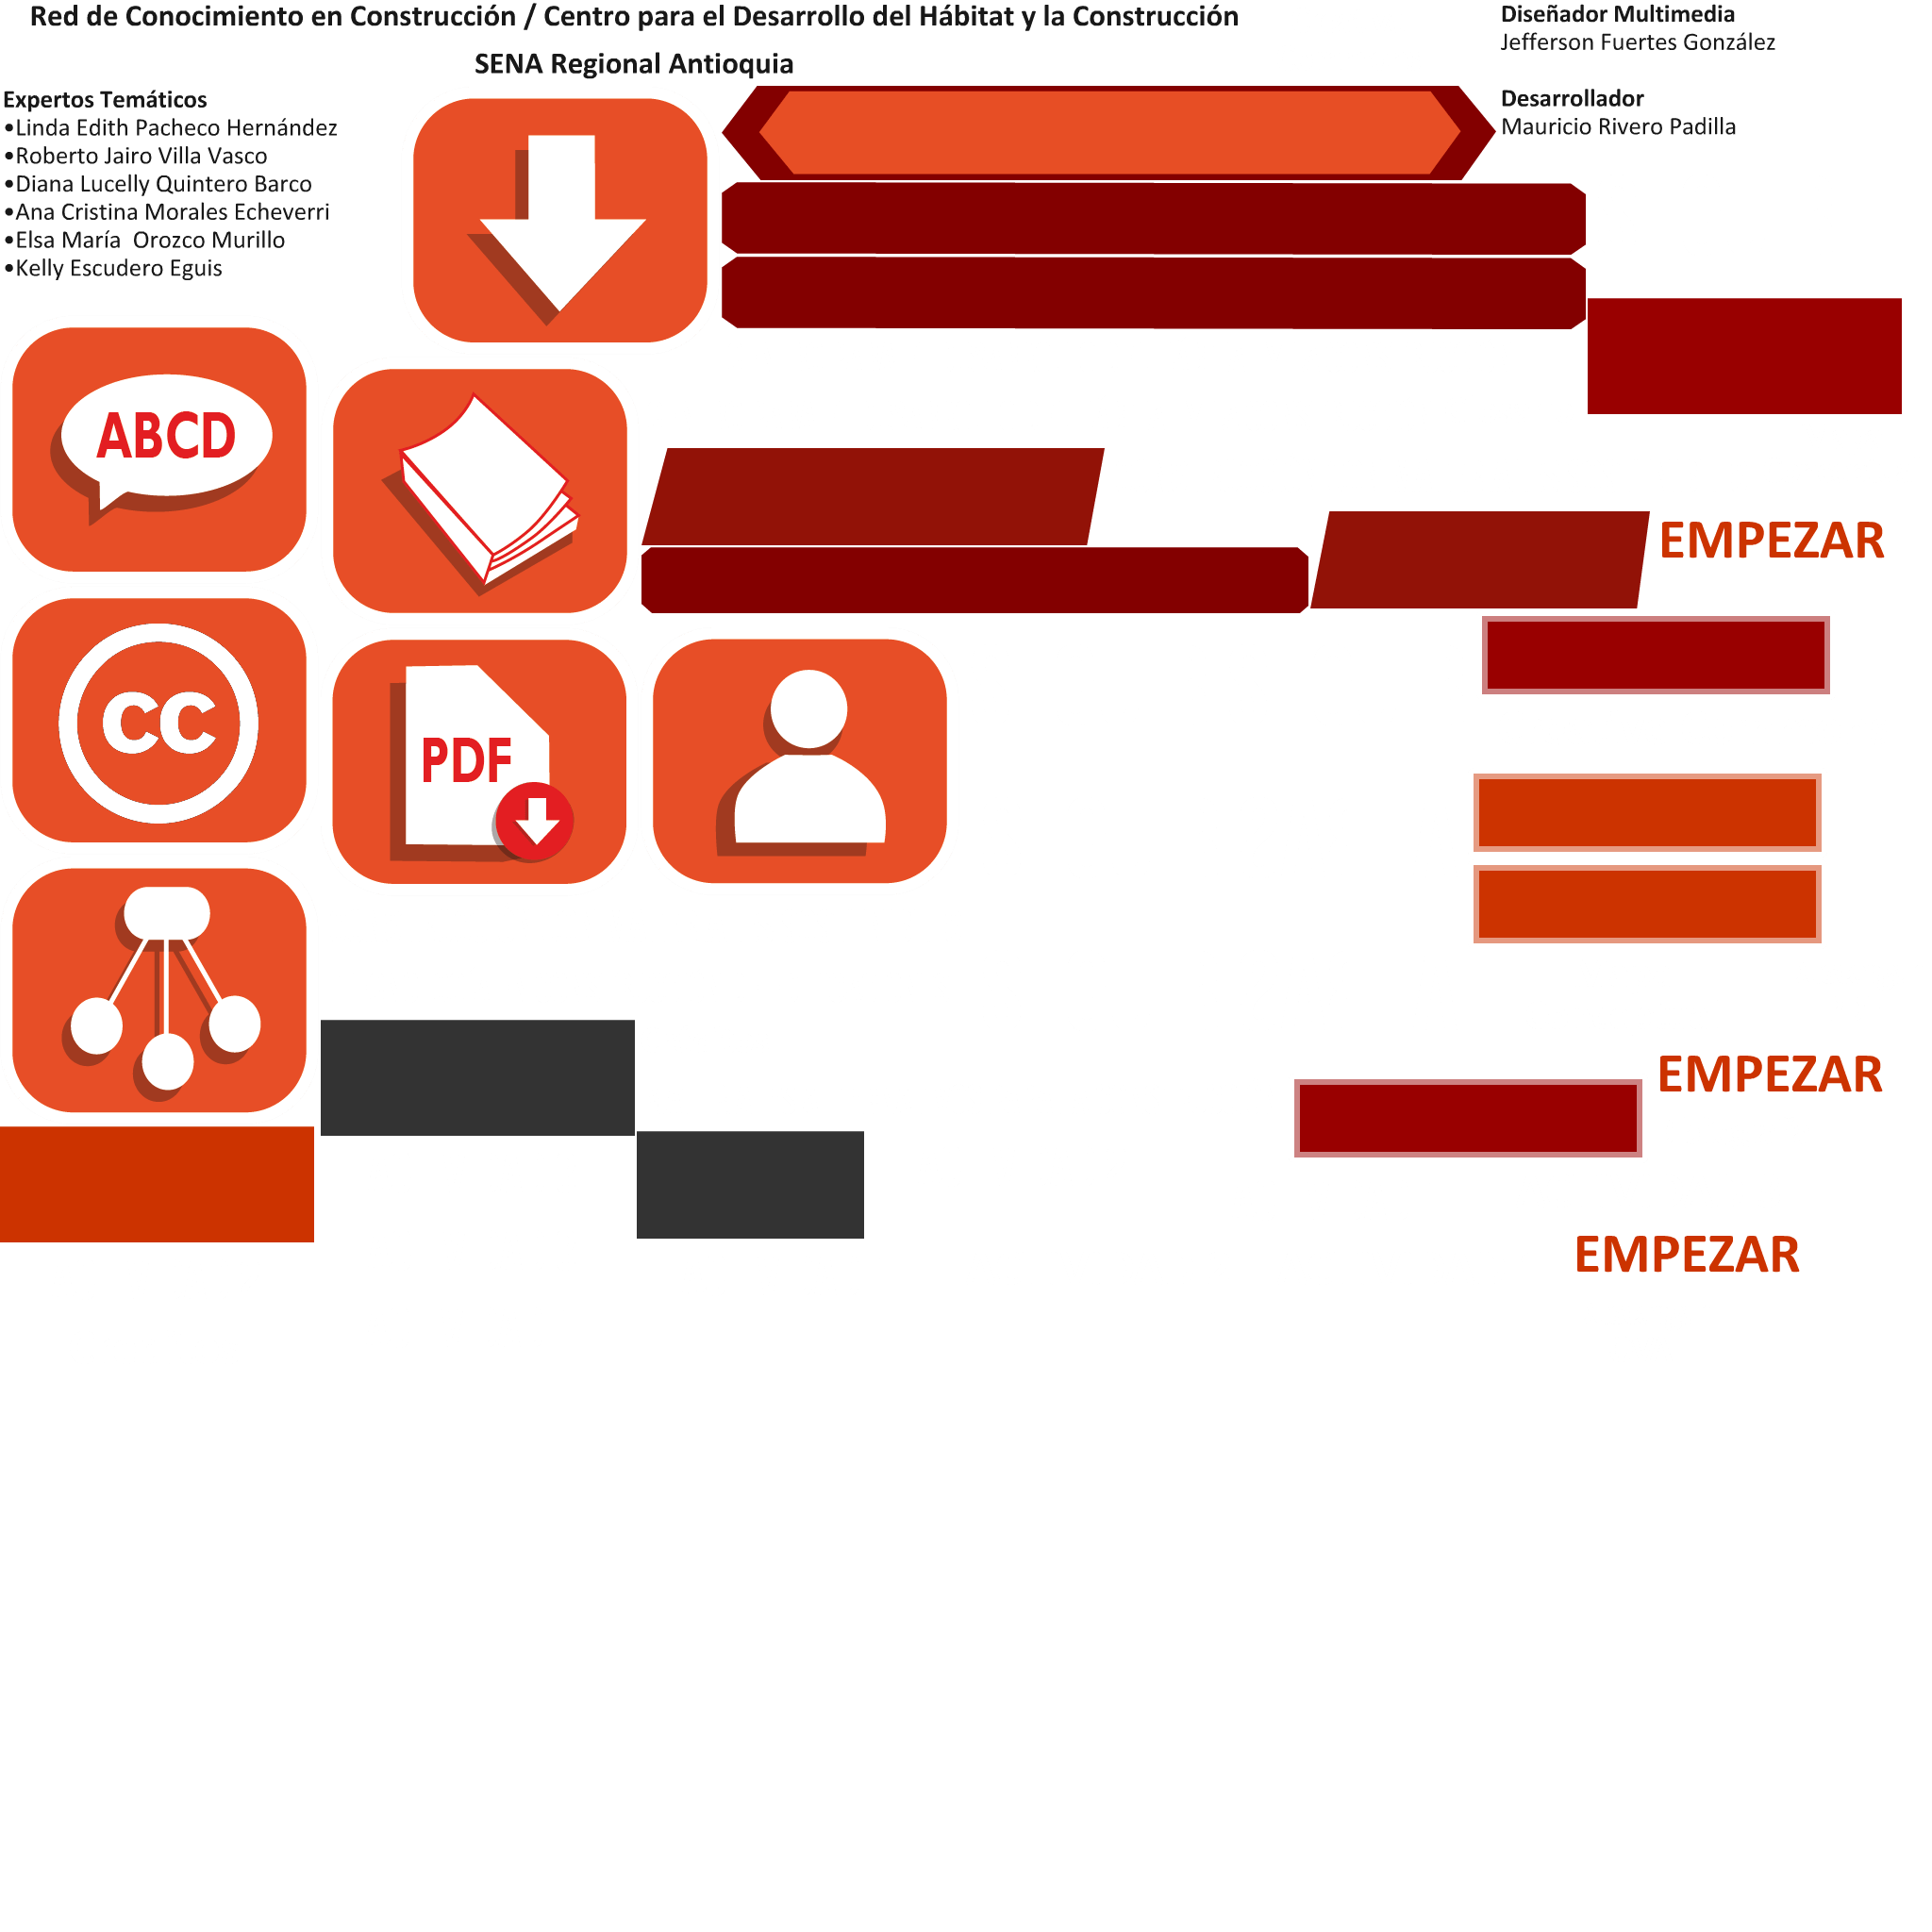 Red de Conocimiento en Construcción / Centro para el Desarrollo del Hábitat y la Construcción
SENA Regional Antioquia
Diseñador Multimedia
Jefferson Fuertes González
Desarrollador
Mauricio Rivero Padilla
Expertos Temáticos
•Linda Edith Pacheco Hernández
•Roberto Jairo Villa Vasco
•Diana Lucelly Quintero Barco
•Ana Cristina Morales Echeverri
•Elsa María  Orozco Murillo
•Kelly Escudero Eguis
ABCD
EMPEZAR
CC
PDF
EMPEZAR
EMPEZAR